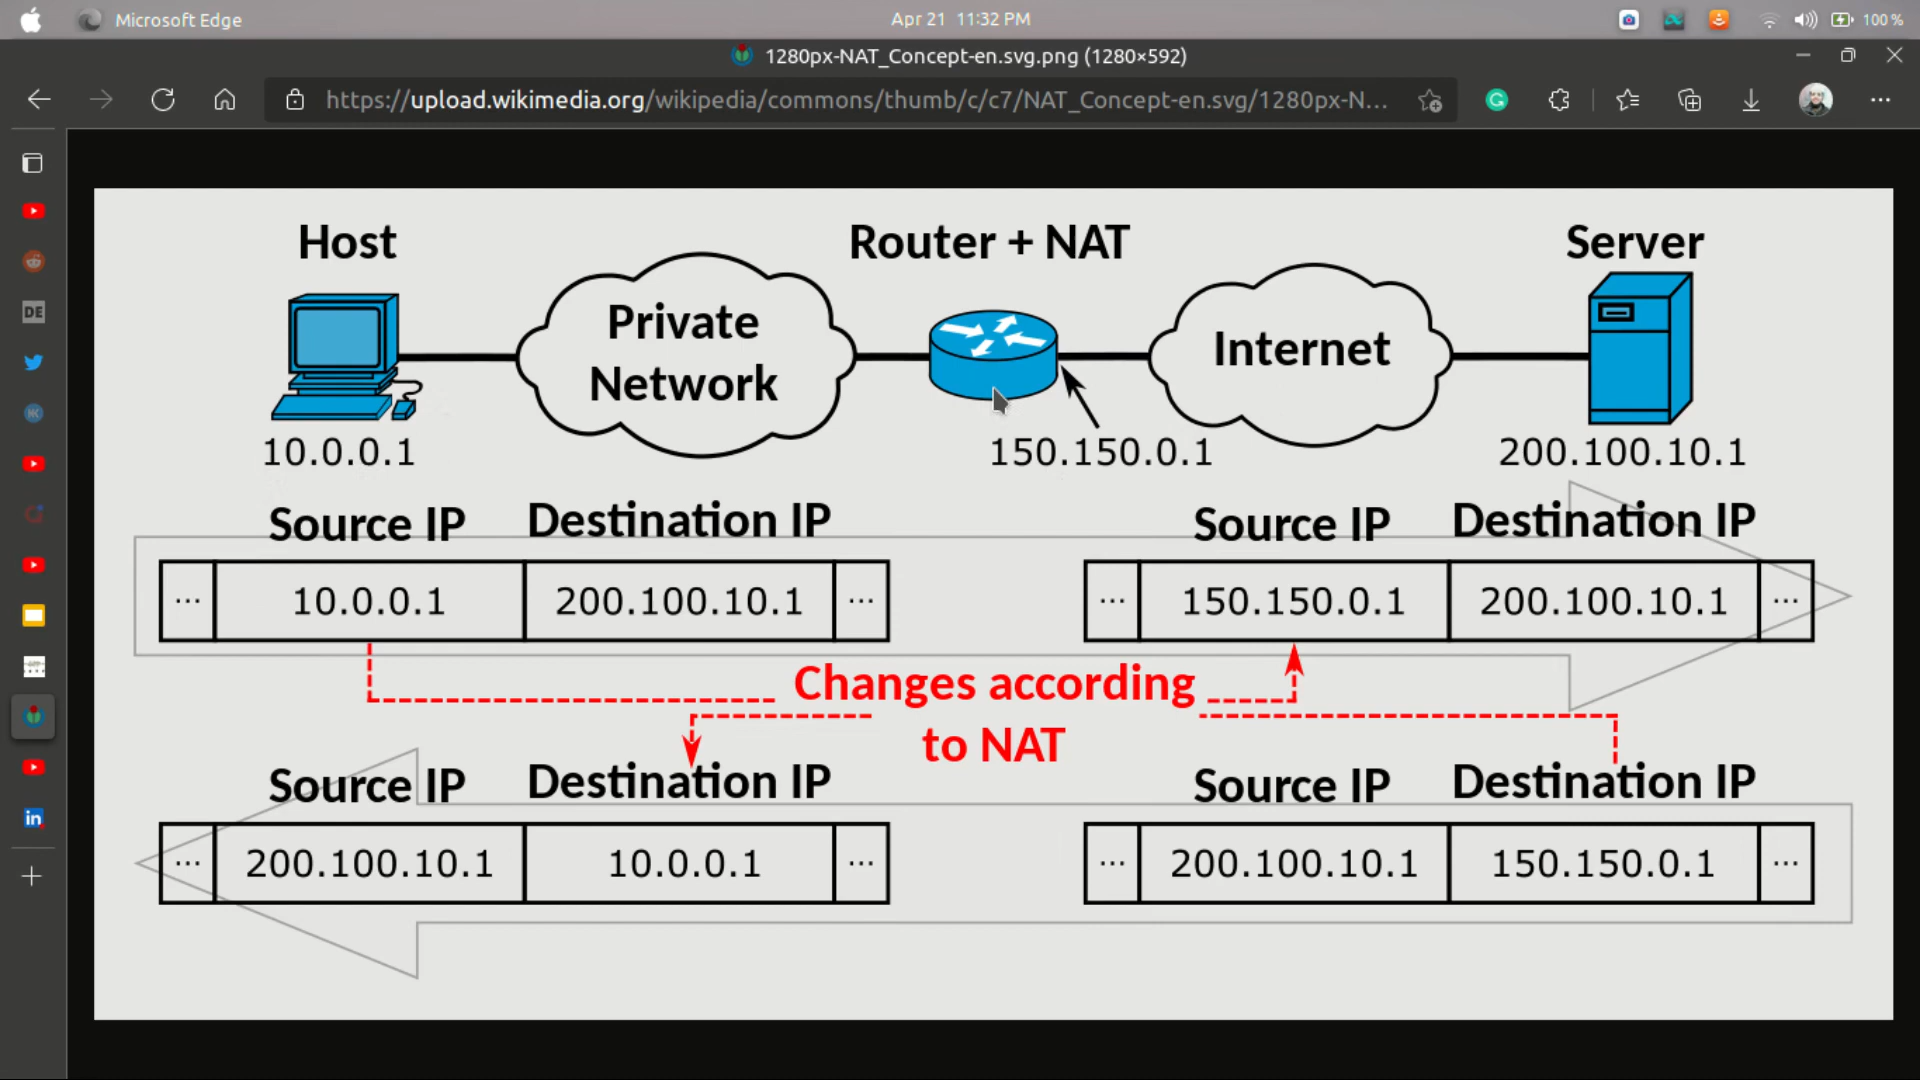 Microsoft Edge
Apr 21 11:32 PM
100 %
1280px-NAT_Concept-en.svg.png (1280×592)
https://upload.wikimedia.org/wikipedia/commons/thumb/c/c7/NAT_Concept-en.svg/1280px-N...
DE
in
Host
Router + NAT
Server
Private
Network
Internet
10.0.0.1
150.150.0.1
200.100.10.1
Source IP
Destination IP
Source IP
Destination IP
... 10.0.0.1 200.100.10.1 ...
... 150.150.0.1 200.100.10.1 ...
Changes according
to NAT
Source IP
Destination IP
Source IP
Destination IP
... 200.100.10.1 10.0.0.1 ...
... 200.100.10.1 150.150.0.1 ...